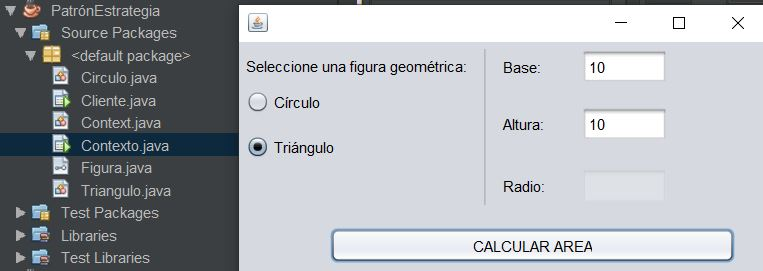 PatrónEstrategia
Source Packages
<default package>
Circulo.java
Cliente.java
Context.java
Contexto.java
Figura.java
Triangulo.java
Test Packages
Libraries
Test Libraries
Seleccione una figura geométrica:
Círculo
Triángulo
Base: 10
Altura: 10
Radio:
CALCULAR AREA